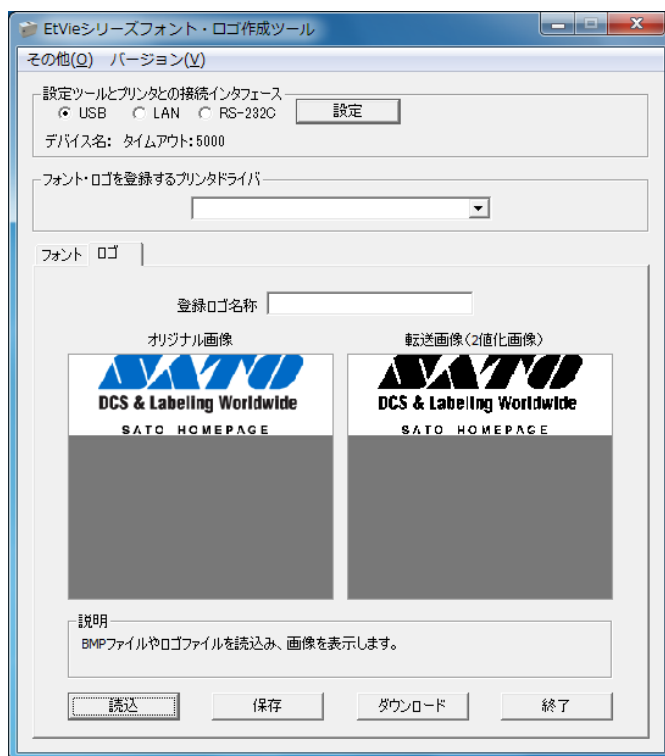 EtVieシリーズフォント・ロゴ作成ツール
その他(O) バージョン(V)
設定ツールとプリンタとの接続インタフェース
USB LAN RS-232C 設定
デバイス名: タイムアウト:5000
フォント・ロゴを登録するプリンタドライバ
フォント ロゴ
登録ロゴ名称
オリジナル画像 転送画像(2値化画像)
SATO SATO
DCS & Labeling Worldwide DCS & Labeling Worldwide
SATO HOMEPAGE SATO HOMEPAGE
説明
BMPファイルやロゴファイルを読込み、画像を表示します。
読込 保存 ダウンロード 終了